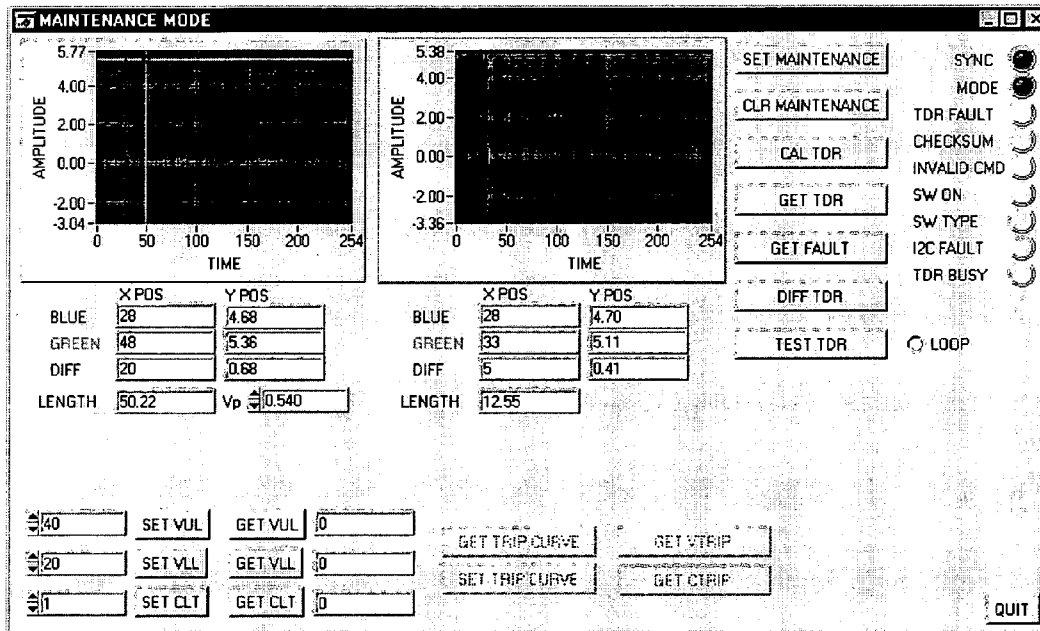 MAINTENANCE MODE
5.77
4.00
2.00
0.00
-2.00
-3.04
AMPLITUDE
0 50 100 150 200 254
TIME
5.38
4.00
2.00
0.00
-2.00
-3.36
AMPLITUDE
0 50 100 150 200 254
TIME
SET MAINTENANCE
CLR MAINTENANCE
CAL TDR
GET TDR
GET FAULT
DIFF TDR
TEST TDR
SYNC
MODE
TDR FAULT
CHECKSUM
INVALID CMD
SW ON
SW TYPE
I2C FAULT
TDR BUSY
LOOP
X POS Y POS
BLUE 28 4.68
GREEN 48 5.36
DIFF 20 0.68
LENGTH 50.22 Vp 0.540
X POS Y POS
BLUE 28 4.70
GREEN 33 5.11
DIFF 5 0.41
LENGTH 12.55
40 SET VUL GET VUL 0
20 SET VLL GET VLL 0
1 SET CLT GET CLT 0
GET TRIP CURVE GET VTRIP
SET TRIP CURVE GET CTRIP
QUIT